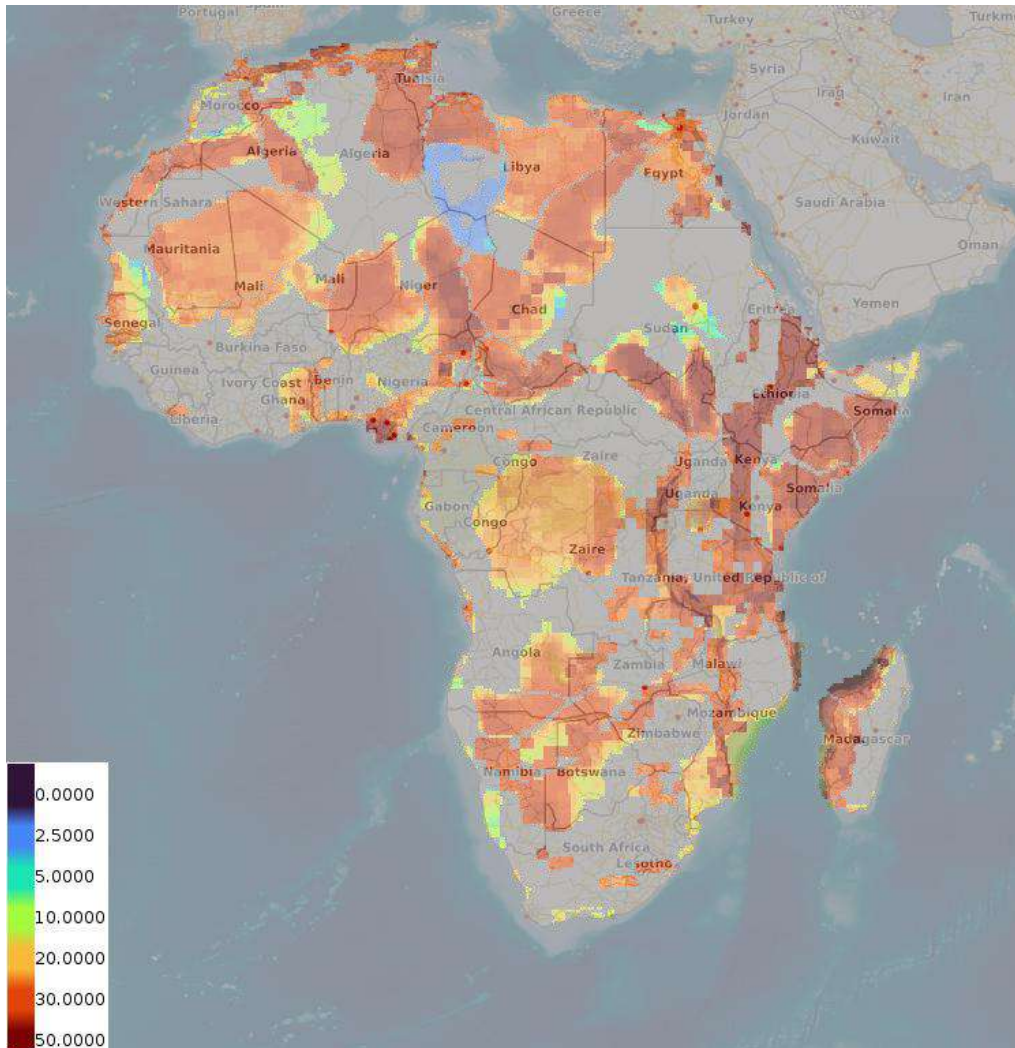 Portugal
Spain
Greece
Turkey
Turkm
Tunisia
Syria
Iraq
Iran
Morocco
Jordan
Kuwait
Algeria
Algeria
Libya
Egypt
Western Sahara
Saudi Arabia
Oman
Mauritania
Mali
Mali
Niger
Chad
Sudan
Eritrea
Yemen
Senegal
Burkina Faso
Guinea
Ivory Coast
Benin
Nigeria
Ghana
Liberia
Ethiopia
Somalia
Central African Republic
Cameroon
Congo
Zaire
Uganda
Kenya
Gabon
Congo
Uganda
Kenya
Somalia
Zaire
Tanzania, United Republic of
Angola
Zambia
Malawi
Mozambique
Zimbabwe
Madagascar
Namibia
Botswana
South Africa
Lesotho
0.0000
2.5000
5.0000
10.0000
20.0000
30.0000
50.0000